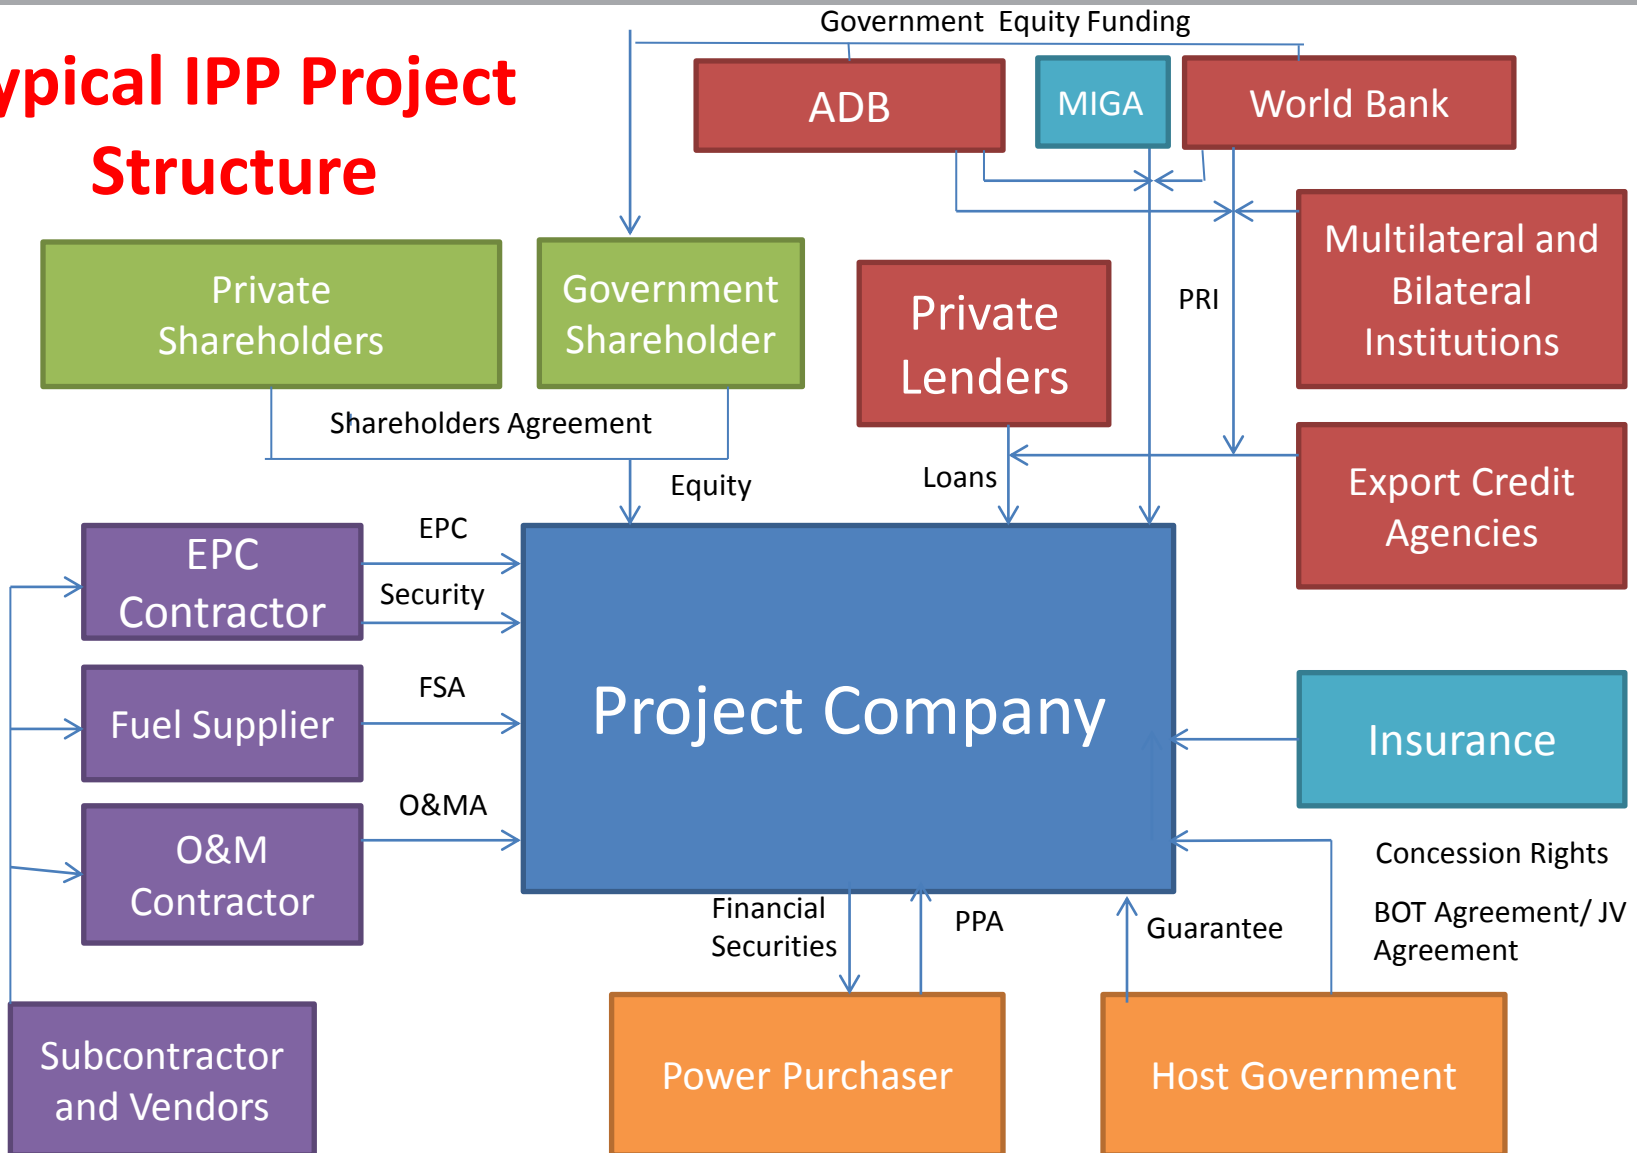 Government Equity Funding
ypical IPP Project
Structure
ADB
MIGA
World Bank
Private
Shareholders
Government
Shareholder
Private
Lenders
PRI
Multilateral and
Bilateral
Institutions
Shareholders Agreement
Equity
Loans
Export Credit
Agencies
EPC
Contractor
EPC
Security
Fuel Supplier
FSA
Project Company
Insurance
O&M
Contractor
O&MA
Concession Rights
BOT Agreement/ JV
Agreement
Financial
Securities
PPA
Guarantee
Subcontractor
and Vendors
Power Purchaser
Host Government